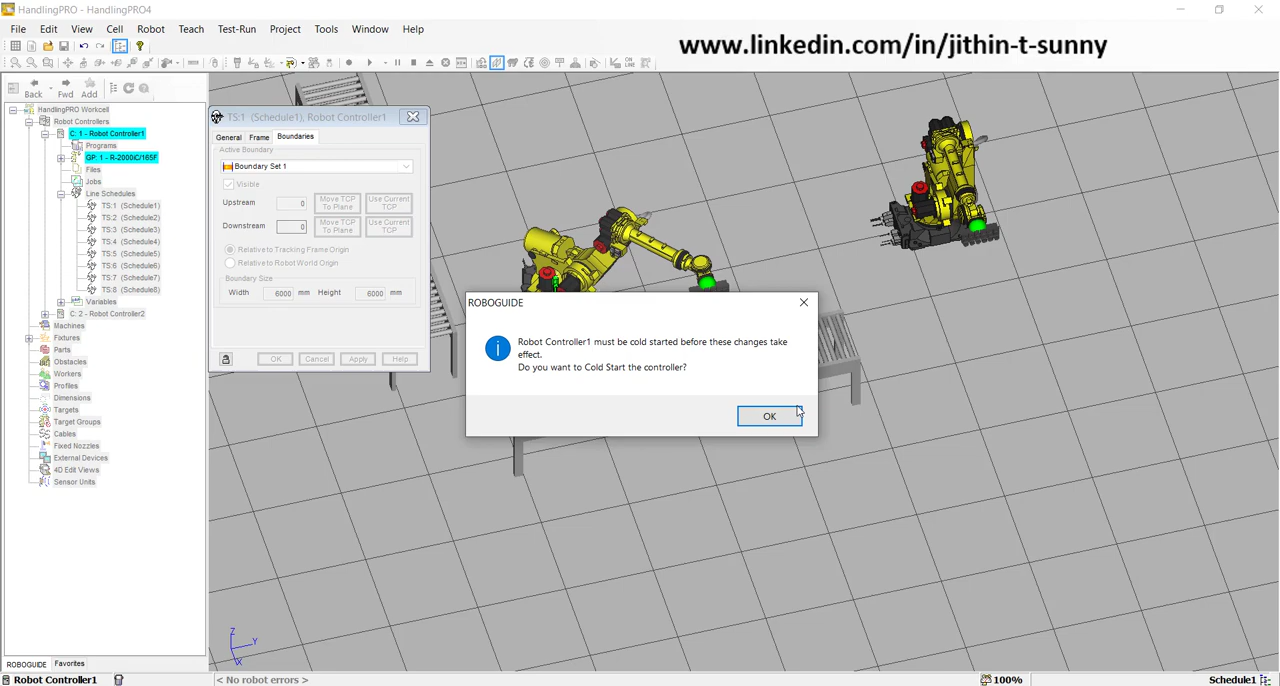 HandlingPRO - HandlingPRO4
File Edit View Cell Robot Teach Test-Run Project Tools Window Help
www.linkedin.com/in/jithin-t-sunny
Back Fwd Add
HandlingPRO Workcell
Robot Controllers
C: 1 - Robot Controller1
Programs
GP: 1 - R-2000iC/165F
Files
Jobs
Line Schedules
TS:1 (Schedule1)
TS:2 (Schedule2)
TS:3 (Schedule3)
TS:4 (Schedule4)
TS:5 (Schedule5)
TS:6 (Schedule6)
TS:7 (Schedule7)
TS:8 (Schedule8)
Variables
C: 2 - Robot Controller2
Machines
Fixtures
Parts
Obstacles
Workers
Profiles
Dimensions
Targets
Target Groups
Cables
Fixed Nozzles
External Devices
4D Edit Views
Sensor Units
ROBOGUIDE Favorites
TS:1 (Schedule1), Robot Controller1
General Frame Boundaries
Active Boundary
Boundary Set 1
Visible
Upstream 0 Move TCP To Plane Use Current TCP
Downstream 0 Move TCP To Plane Use Current TCP
Relative to Tracking Frame Origin
Relative to Robot World Origin
Boundary Size
Width 6000 mm Height 6000 mm
OK Cancel Apply Help
ROBOGUIDE
Robot Controller1 must be cold started before these changes take
effect.
Do you want to Cold Start the controller?
OK
Z
Y
X
Robot Controller1 < No robot errors > 100% Schedule1